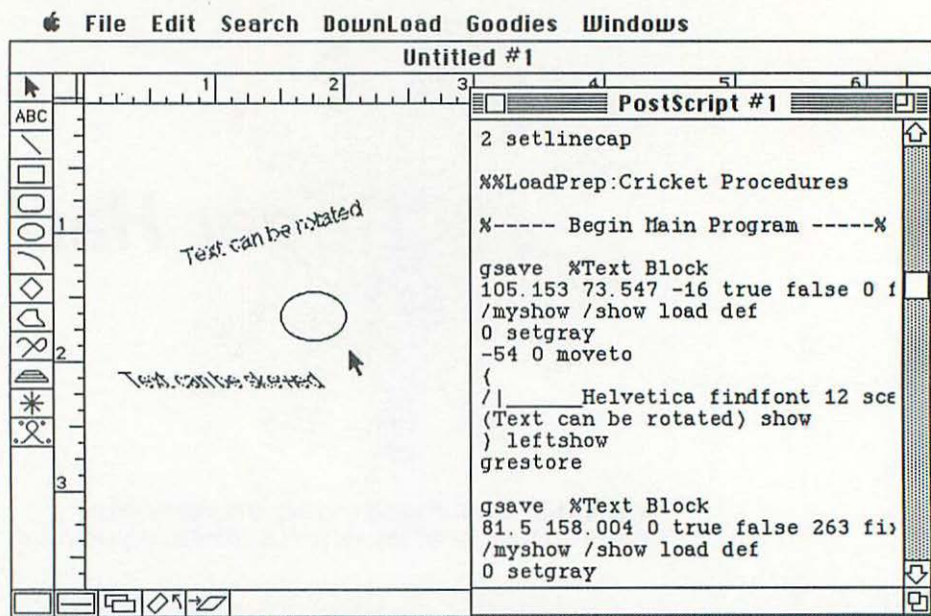 File Edit Search DownLoad Goodies Windows
Untitled #1
1 2 3 4 5 6
ABC
1
2
3
Text can be rotated
Text can be skewed
PostScript #1
2 setlinecap
%%LoadPrep:Cricket Procedures
%----- Begin Main Program -----%
gsave %Text Block
105.153 73.547 -16 true false 0 f
/myshow /show load def
0 setgray
-54 0 moveto
{
/|______Helvetica findfont 12 sce
(Text can be rotated) show
} leftshow
grestore
gsave %Text Block
81.5 158.004 0 true false 263 fix
/myshow /show load def
0 setgray